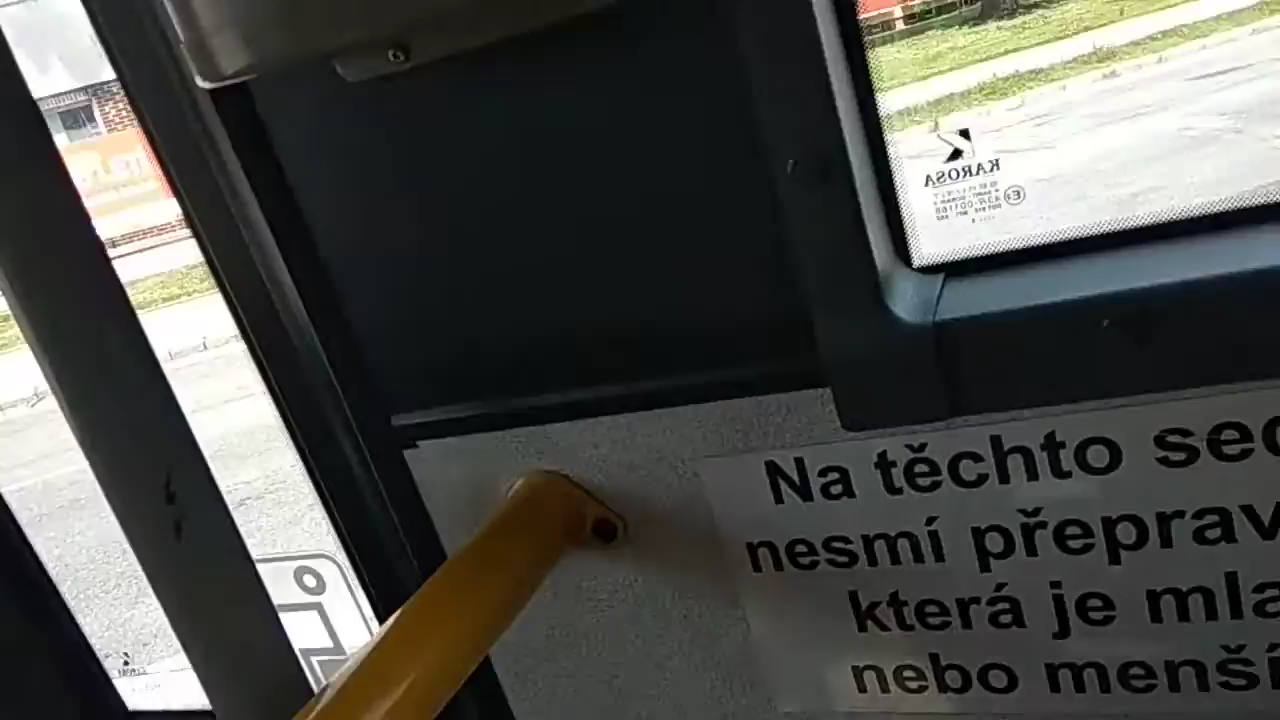 KAROSA
Na těchto sed
nesmí přeprav
která je mla
nebo menší